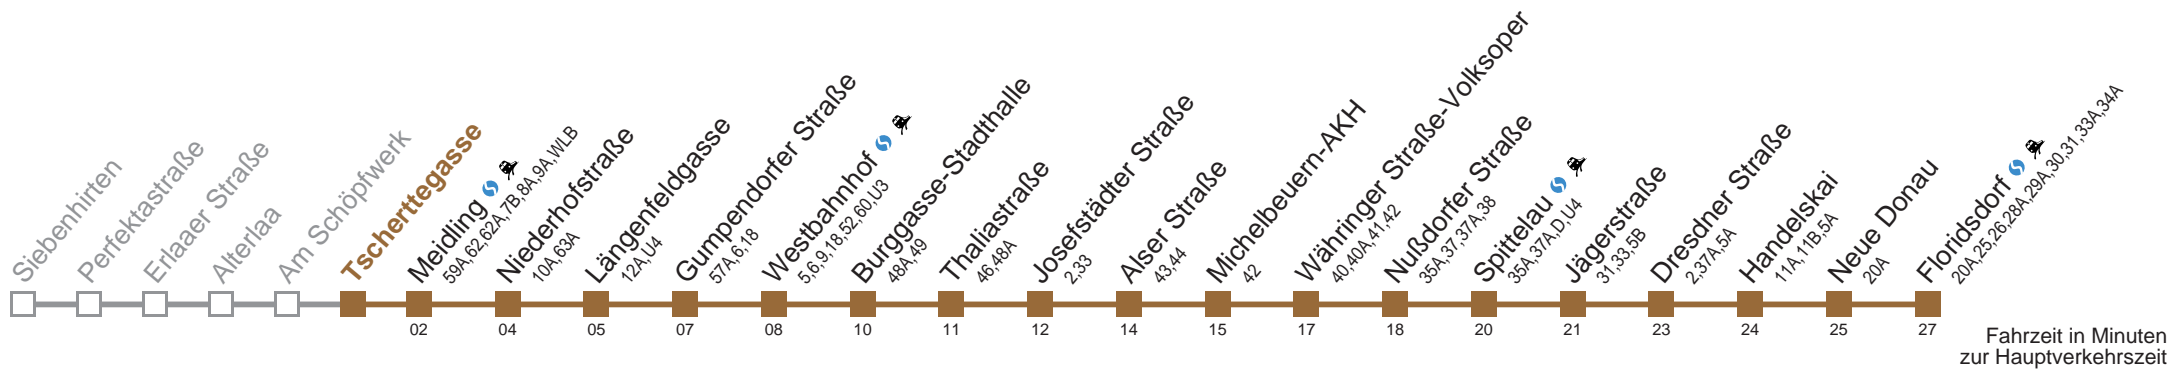 Siebenhirten
Perfektastraße
Erlaaer Straße
Alterlaa
Am Schöpfwerk
Tscherttegasse
Meidling
59A,62,62A,7B,8A,9A,WLB
Niederhofstraße
10A,63A
Längenfeldgasse
12A,U4
Gumpendorfer Straße
57A,6,18
Westbahnhof
5,6,9,18,52,60,U3
Burggasse-Stadthalle
48A,49
Thaliastraße
46,48A
Josefstädter Straße
2,33
Alser Straße
43,44
Michelbeuern-AKH
42
Währinger Straße-Volksoper
40,40A,41,42
Nußdorfer Straße
35A,37,37A,38
Spittelau
35A,37A,D,U4
Jägerstraße
31,33,5B
Dresdner Straße
2,37A,5A
Handelskai
11A,11B,5A
Neue Donau
20A
Floridsdorf
20A,25,26,28A,29A,30,31,33A,34A
02 04 05 07 08 10 11 12 14 15 17 18 20 21 23 24 25 27
Fahrzeit in Minuten
zur Hauptverkehrszeit